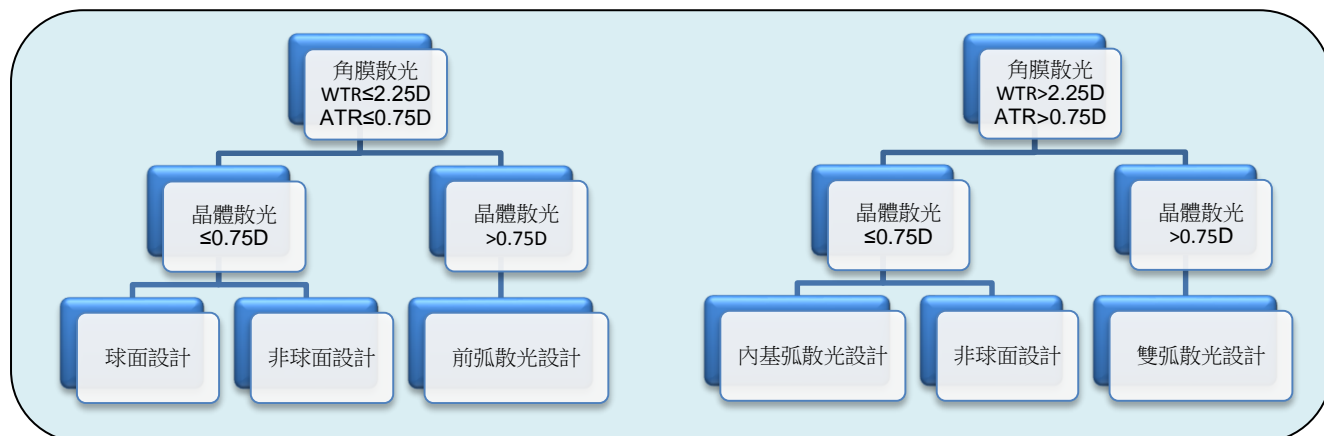 角膜散光
WTR≤2.25D
ATR≤0.75D
晶體散光
≤0.75D
晶體散光
>0.75D
球面設計
非球面設計
前弧散光設計
角膜散光
WTR>2.25D
ATR>0.75D
晶體散光
≤0.75D
晶體散光
>0.75D
內基弧散光設計
非球面設計
雙弧散光設計